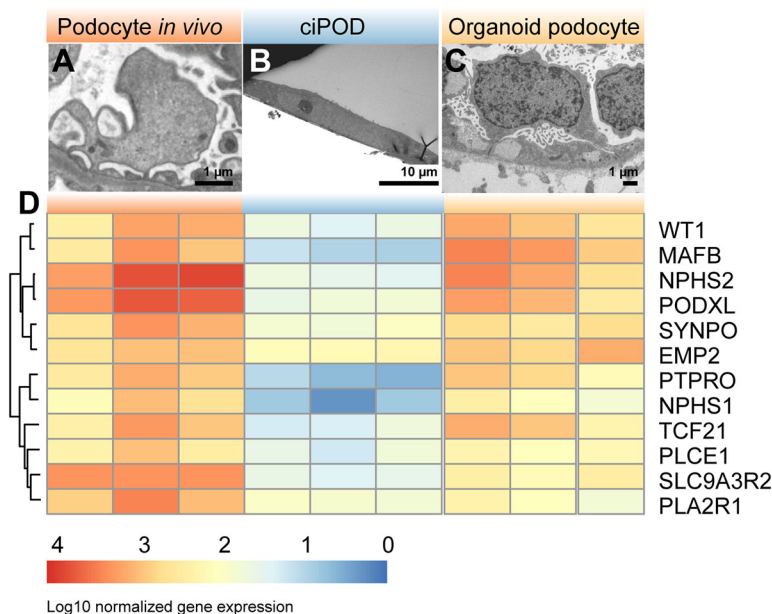 Podocyte in vivo
ciPOD
Organoid podocyte
A
B
C
1 µm
10 µm
1 µm
D
WT1
MAFB
NPHS2
PODXL
SYNPO
EMP2
PTPRO
NPHS1
TCF21
PLCE1
SLC9A3R2
PLA2R1
4 3 2 1 0
Log10 normalized gene expression